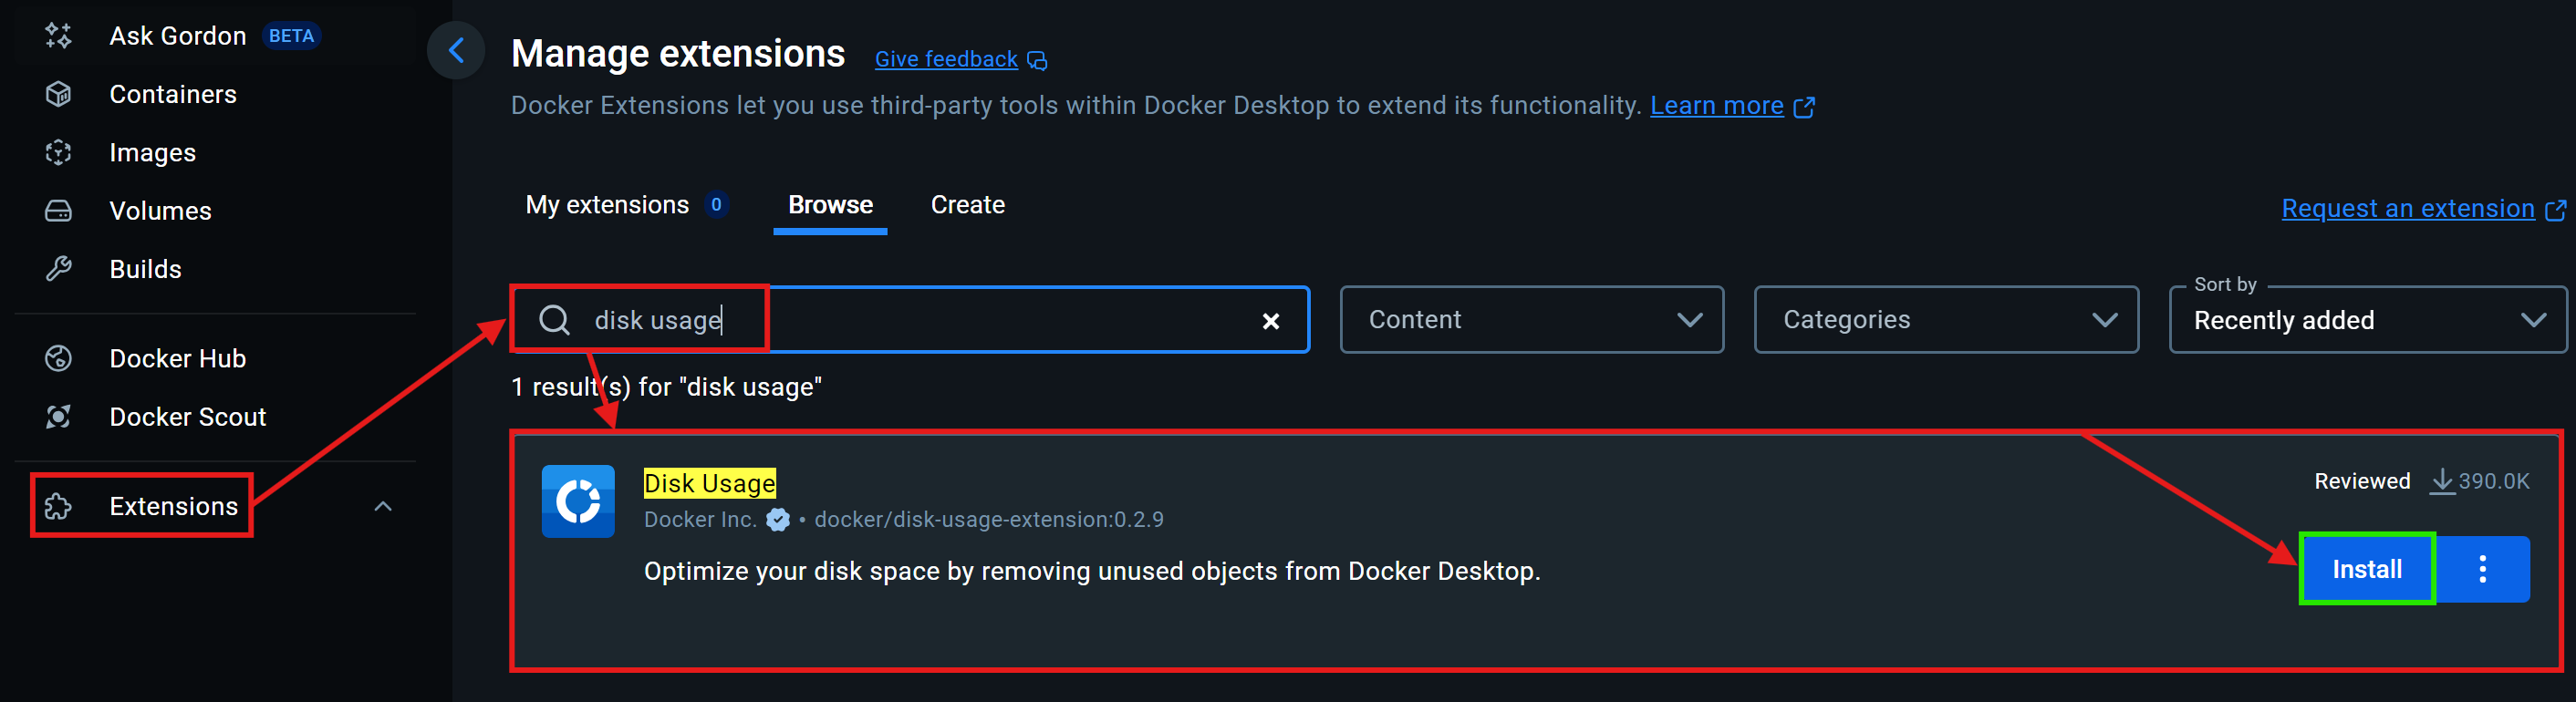 Ask Gordon BETA
Containers
Images
Volumes
Builds
Docker Hub
Docker Scout
Extensions
Manage extensions Give feedback
Docker Extensions let you use third-party tools within Docker Desktop to extend its functionality. Learn more
My extensions 0 Browse Create
Request an extension
disk usage
Content
Categories
Sort by
Recently added
1 result(s) for "disk usage"
Disk Usage
Docker Inc. • docker/disk-usage-extension:0.2.9
Optimize your disk space by removing unused objects from Docker Desktop.
Reviewed 390.0K
Install